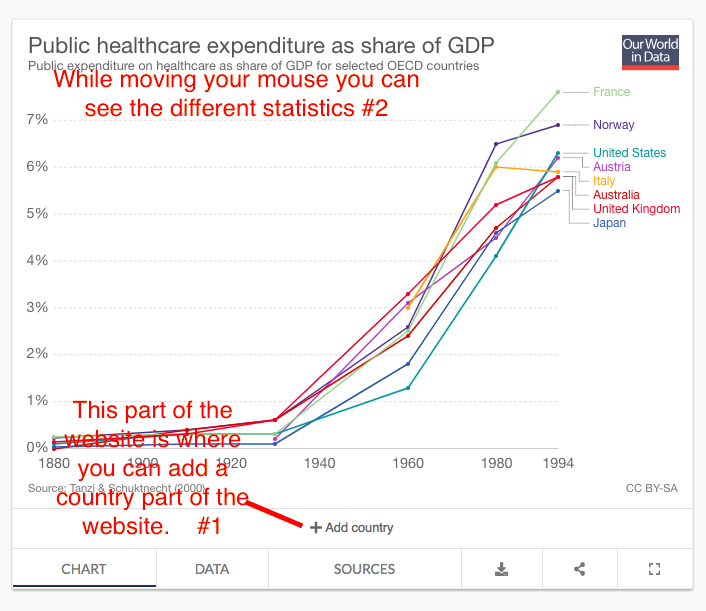 Public healthcare expenditure as share of GDP
Our World
in Data
Public expenditure on healthcare as share of GDP for selected OECD countries
While moving your mouse you can
see the different statistics #2
France
7%
Norway
United States
6%
Austria
Italy
Australia
5%
United Kingdom
Japan
4%
3%
2%
1%
This part of the
website is where
you can add a
country part of the
website. #1
0%
1880 1900 1920 1940 1960 1980 1994
Source: Tanzi & Schuktnecht (2000)
CC BY-SA
+ Add country
CHART DATA SOURCES